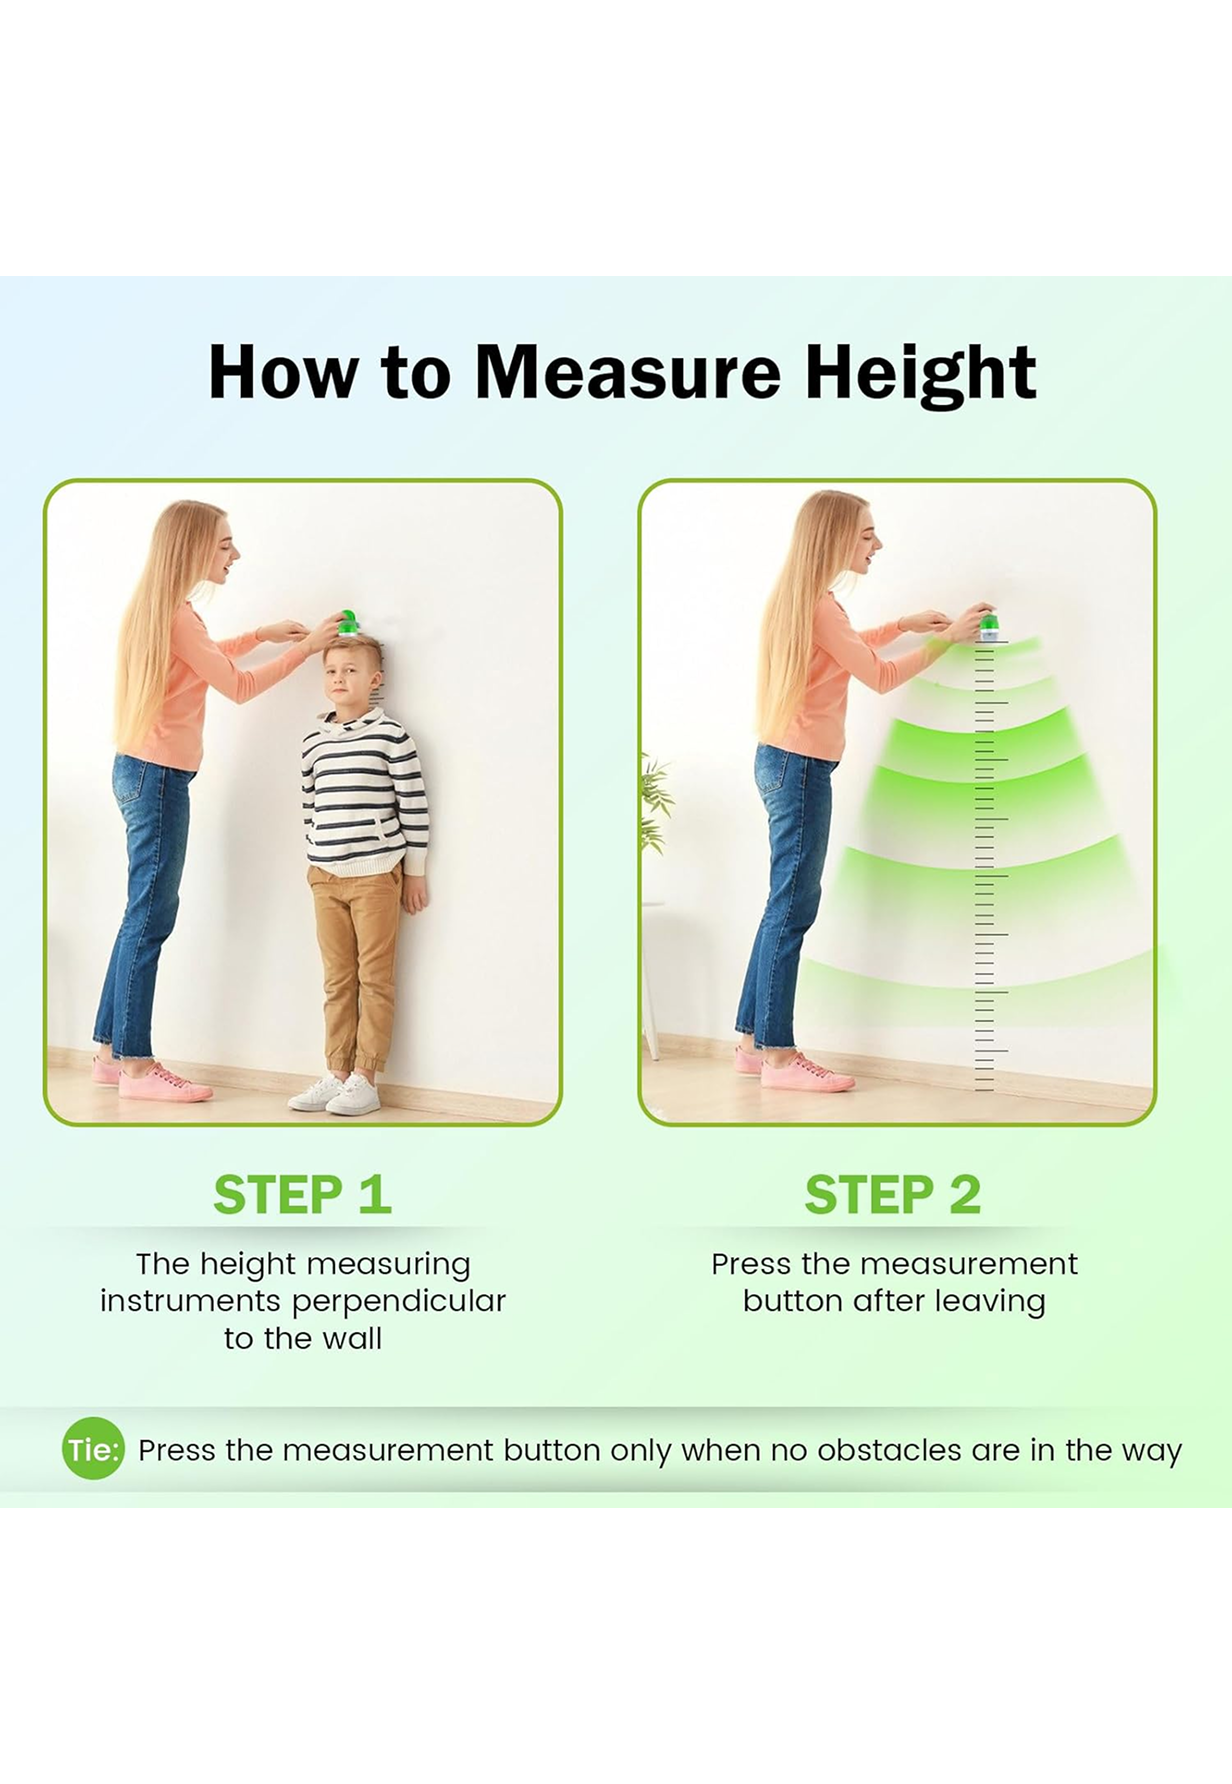 How to Measure Height
STEP 1
The height measuring
instruments perpendicular
to the wall
STEP 2
Press the measurement
button after leaving
Tie: Press the measurement button only when no obstacles are in the way